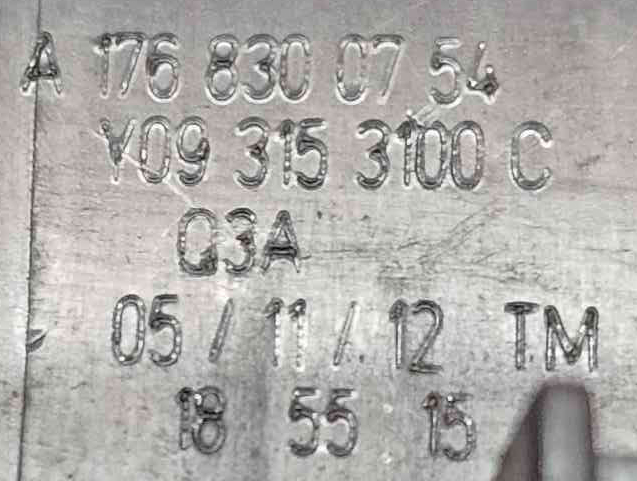 A 176 830 07 54
Y09 315 3100 C
Q3A
05 / 11 / 12 TM
18 55 15